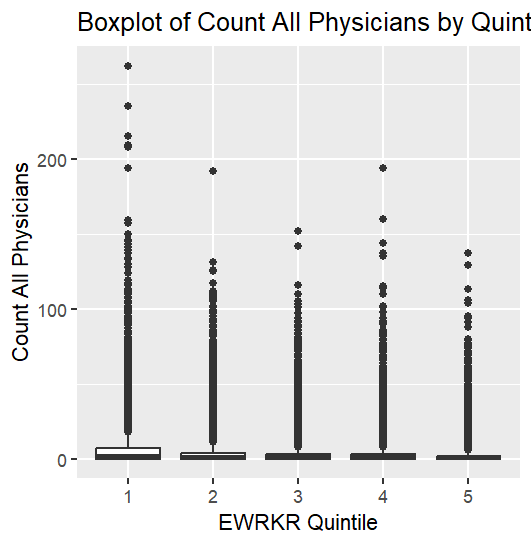 Boxplot of Count All Physicians by Quint
Count All Physicians
200
100
0
1 2 3 4 5
EWRKR Quintile